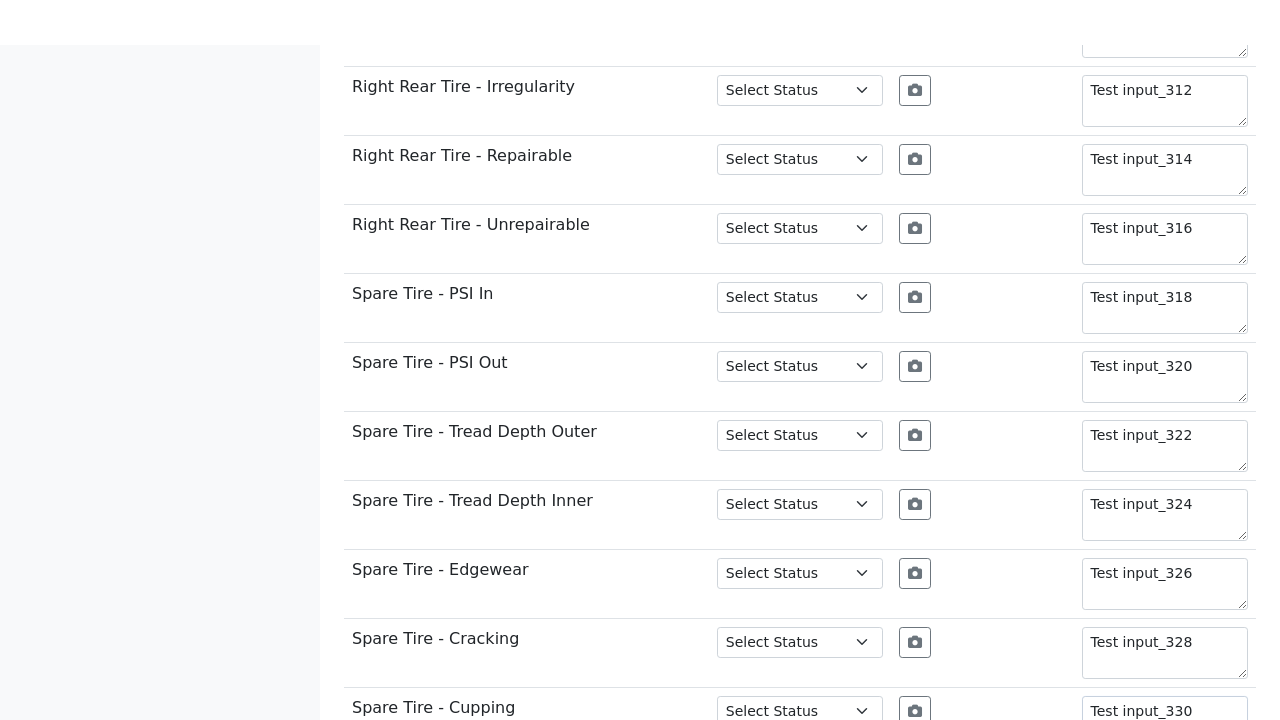 Right Rear Tire - Irregularity Select Status Test input_312
Right Rear Tire - Repairable Select Status Test input_314
Right Rear Tire - Unrepairable Select Status Test input_316
Spare Tire - PSI In Select Status Test input_318
Spare Tire - PSI Out Select Status Test input_320
Spare Tire - Tread Depth Outer Select Status Test input_322
Spare Tire - Tread Depth Inner Select Status Test input_324
Spare Tire - Edgewear Select Status Test input_326
Spare Tire - Cracking Select Status Test input_328
Spare Tire - Cupping Select Status Test input_330